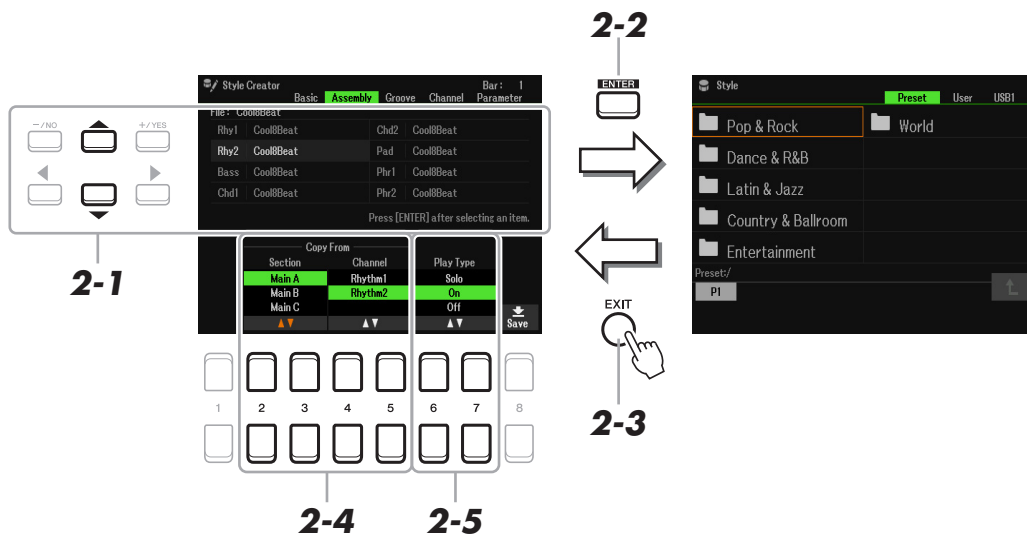 2-2
Style Creator Bar: 1
Basic Assembly Groove Channel Parameter
File: Cool8Beat
Rhy1 Cool8Beat Chd2 Cool8Beat
Rhy2 Cool8Beat Pad Cool8Beat
Bass Cool8Beat Phr1 Cool8Beat
Chd1 Cool8Beat Phr2 Cool8Beat
Press [ENTER] after selecting an item.
-/NO +/YES
2-1
Copy From
Section Channel Play Type
Main A Rhythm1 Solo
Main B Rhythm2 On
Main C Off
Save
1 2 3 4 5 6 7 8
2-4 2-5
ENTER
EXIT
2-3
Style
Preset User USB1
Pop & Rock World
Dance & R&B
Latin & Jazz
Country & Ballroom
Entertainment
Preset:/
P1